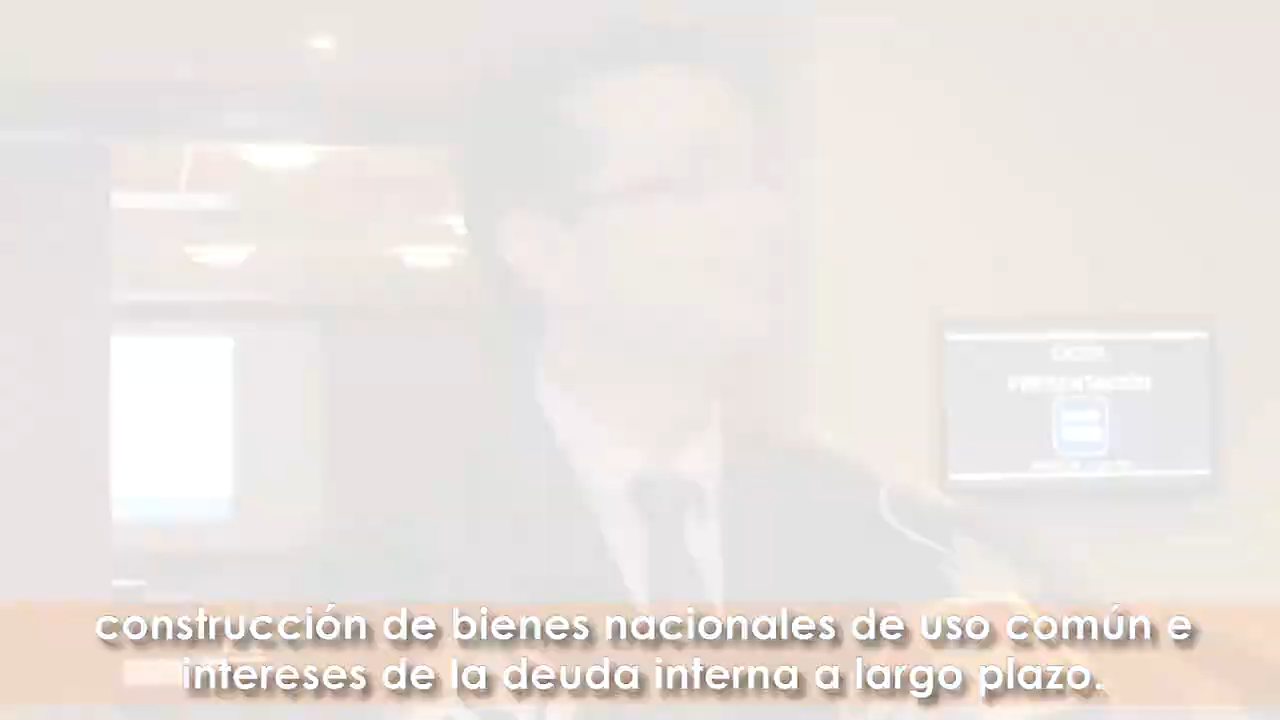 construcción de bienes nacionales de uso común e
intereses de la deuda interna a largo plazo.